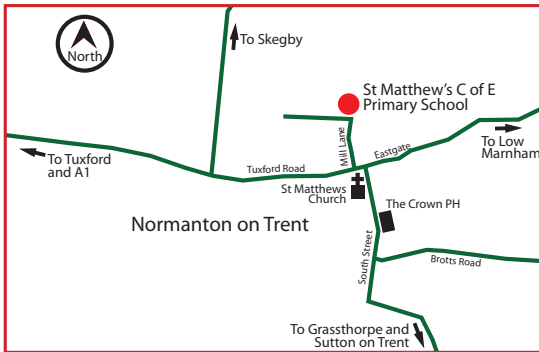 To Skegby
North
St Matthew's C of E
Primary School
To Low
Marnham
Eastgate
Mill Lane
To Tuxford
and A1
Tuxford Road
St Matthews
Church
The Crown PH
Normanton on Trent
South Street
Brotts Road
To Grassthorpe and
Sutton on Trent